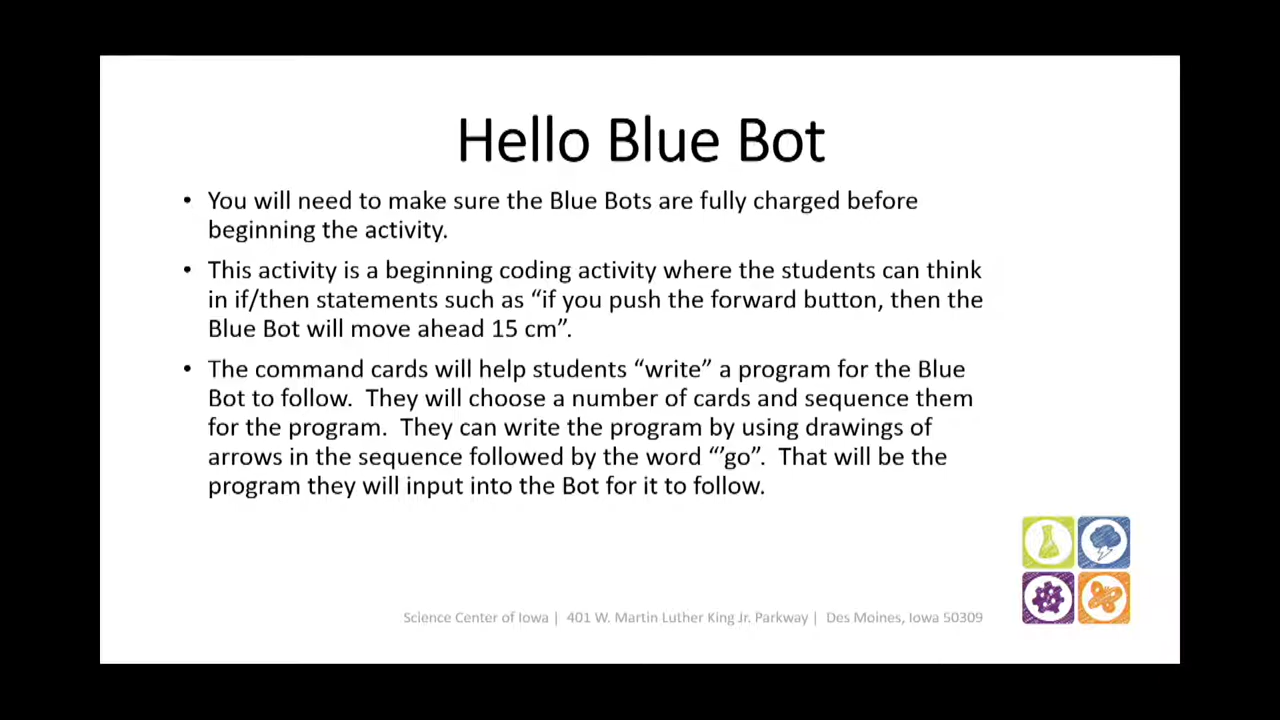 Hello Blue Bot
• You will need to make sure the Blue Bots are fully charged before
beginning the activity.
• This activity is a beginning coding activity where the students can think
in if/then statements such as “if you push the forward button, then the
Blue Bot will move ahead 15 cm”.
• The command cards will help students “write” a program for the Blue
Bot to follow.  They will choose a number of cards and sequence them
for the program.  They can write the program by using drawings of
arrows in the sequence followed by the word “‘’go”.  That will be the
program they will input into the Bot for it to follow.
Science Center of Iowa |  401 W. Martin Luther King Jr. Parkway |  Des Moines, Iowa 50309